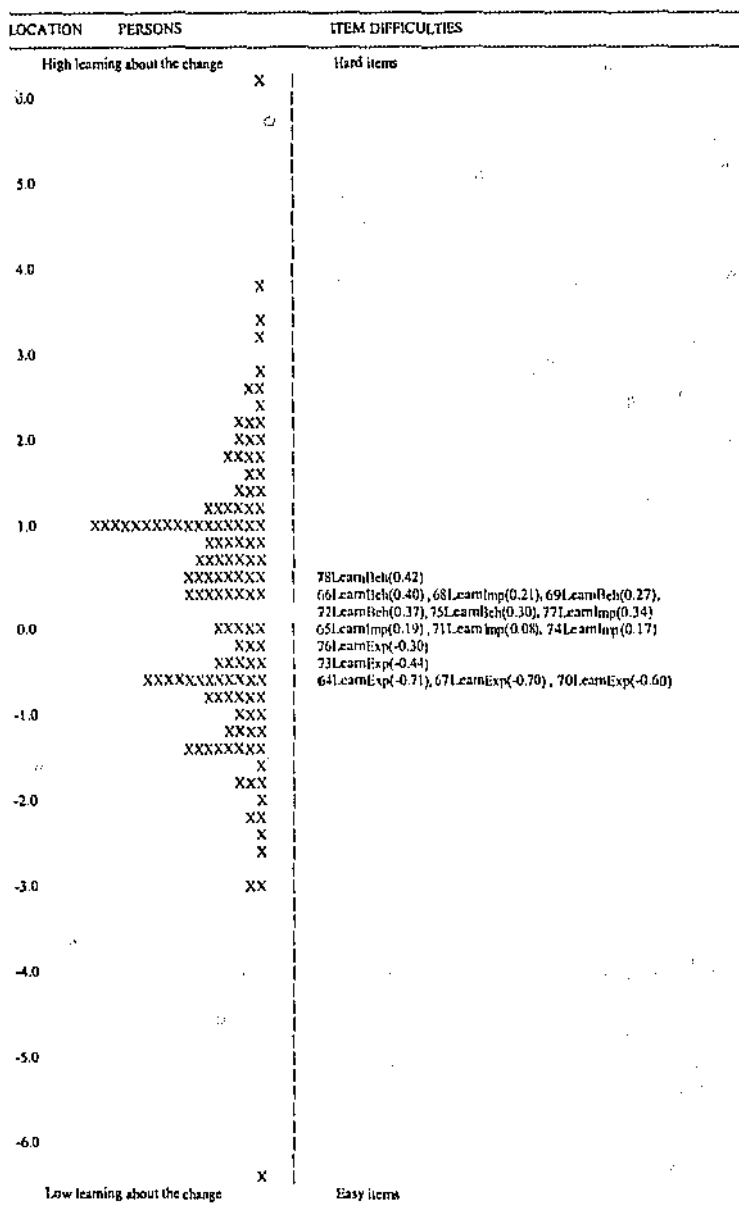 LOCATION PERSONS ITEM DIFFICULTIES
High learning about the change Hard items
X |
6.0
5.0
4.0
X |
X
X
3.0
X
XX
X
XXX
2.0 XXX
XXXX
XX
XXX
XXXXXX
1.0 XXXXXXXXXXXXXXXXX
XXXXXX
XXXXXXX
XXXXXXXX 78LearnBeh(0.42)
XXXXXXXX 66LearnBeh(0.40) , 68LearnImp(0.21), 69LearnBeh(0.27),
72LearnBeh(0.37), 75LearnBeh(0.30), 77LearnImp(0.34)
0.0 XXXXX 65LearnImp(0.19) , 71LearnImp(0.08), 74LearnImp(0.17)
XXX 76LearnExp(-0.30)
XXXXX 73LearnExp(-0.44)
XXXXXXXXXXXX 64LearnExp(-0.71), 67LearnExp(-0.70) , 70LearnExp(-0.60)
XXXXXX
-1.0 XXX
XXXX
XXXXXXXX
X
XXX
-2.0 X
XX
X
X
-3.0 XX
-4.0
-5.0
-6.0
X |
Low learning about the change Easy items